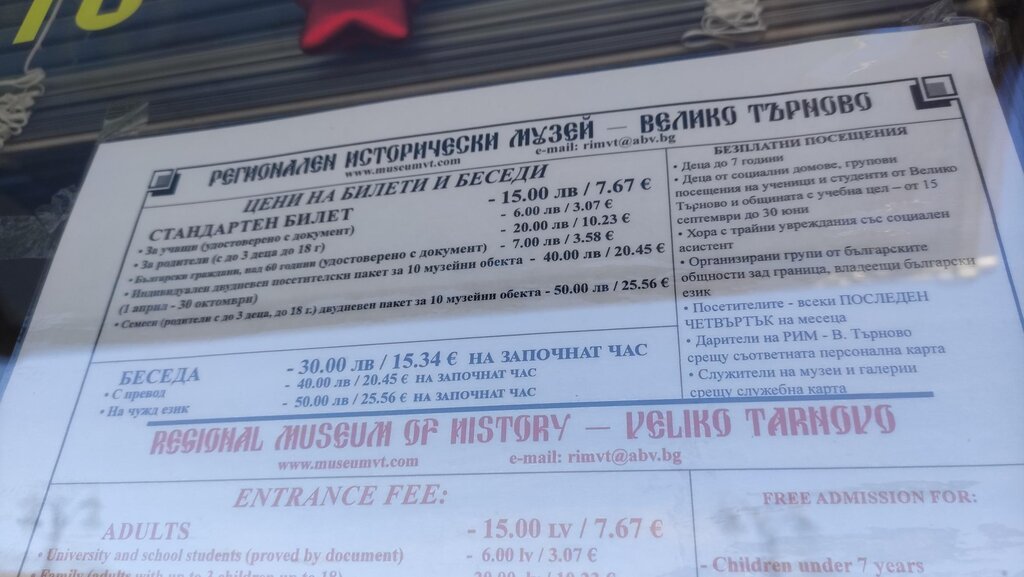 РЕГИОНАЛЕН ИСТОРИЧЕСКИ МУЗЕЙ — ВЕЛИКО ТЪРНОВО
www.museumvt.com e-mail: rimvt@abv.bg
ЦЕНИ НА БИЛЕТИ И БЕСЕДИ
СТАНДАРТЕН БИЛЕТ - 15.00 лв / 7.67 €
• За учащи (удостоверено с документ) - 6.00 лв / 3.07 €
• За родители (с до 3 деца до 18 г) - 20.00 лв / 10.23 €
• Български граждани, над 60 години (удостоверено с документ) - 7.00 лв / 3.58 €
• Индивидуален двудневен посетителски пакет за 10 музейни обекта - 40.00 лв / 20.45 €
(1 април - 30 октомври)
• Семеен (родители с до 3 деца, до 18 г.) двудневен пакет за 10 музейни обекта - 50.00 лв / 25.56 €
БЕСЕДА - 30.00 лв / 15.34 € НА ЗАПОЧНАТ ЧАС
• С превод - 40.00 лв / 20.45 € НА ЗАПОЧНАТ ЧАС
• На чужд език - 50.00 лв / 25.56 € НА ЗАПОЧНАТ ЧАС
БЕЗПЛАТНИ ПОСЕЩЕНИЯ
• Деца до 7 години
• Деца от социални домове, групови
посещения на ученици и студенти от Велико
Търново и общината с учебна цел – от 15
септември до 30 юни
• Хора с трайни увреждания със социален
асистент
• Организирани групи от българските
общности зад граница, владеещи български
език
• Посетителите - всеки ПОСЛЕДЕН
ЧЕТВЪРТЪК на месеца
• Дарители на РИМ - В. Търново
срещу съответната персонална карта
• Служители на музеи и галерии
срещу служебна карта
REGIONAL MUSEUM OF HISTORY — VELIKO TARNOVO
www.museumvt.com e-mail: rimvt@abv.bg
ENTRANCE FEE:
ADULTS - 15.00 LV / 7.67 €
• University and school students (proved by document) - 6.00 lv / 3.07 €
• Family (adults with up to 3 children up to 18)
FREE ADMISSION FOR:
- Children under 7 years